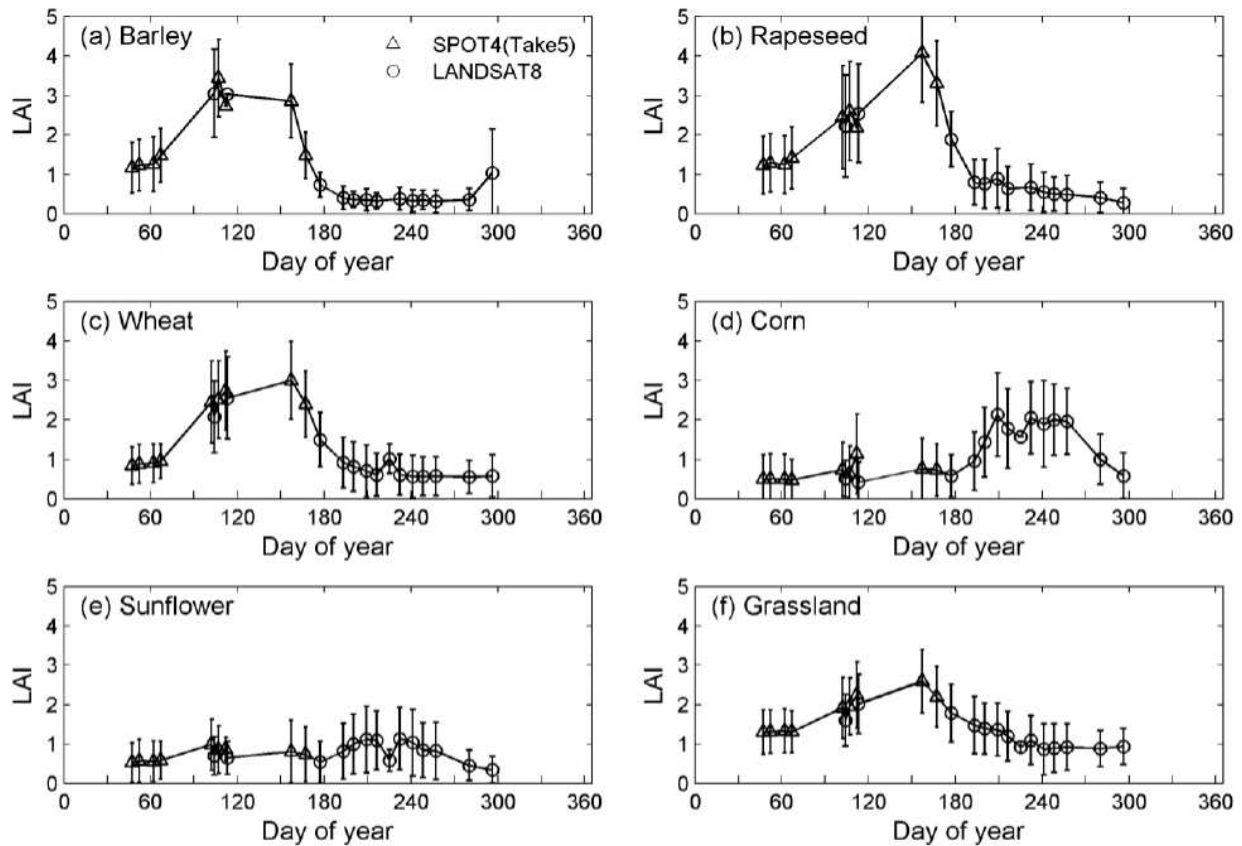 (a) Barley
SPOT4(Take5)
LANDSAT8
LAI
5
4
3
2
1
0
0 60 120 180 240 300 360
Day of year
(b) Rapeseed
LAI
5
4
3
2
1
0
0 60 120 180 240 300 360
Day of year
(c) Wheat
LAI
5
4
3
2
1
0
0 60 120 180 240 300 360
Day of year
(d) Corn
LAI
5
4
3
2
1
0
0 60 120 180 240 300 360
Day of year
(e) Sunflower
LAI
5
4
3
2
1
0
0 60 120 180 240 300 360
Day of year
(f) Grassland
LAI
5
4
3
2
1
0
0 60 120 180 240 300 360
Day of year